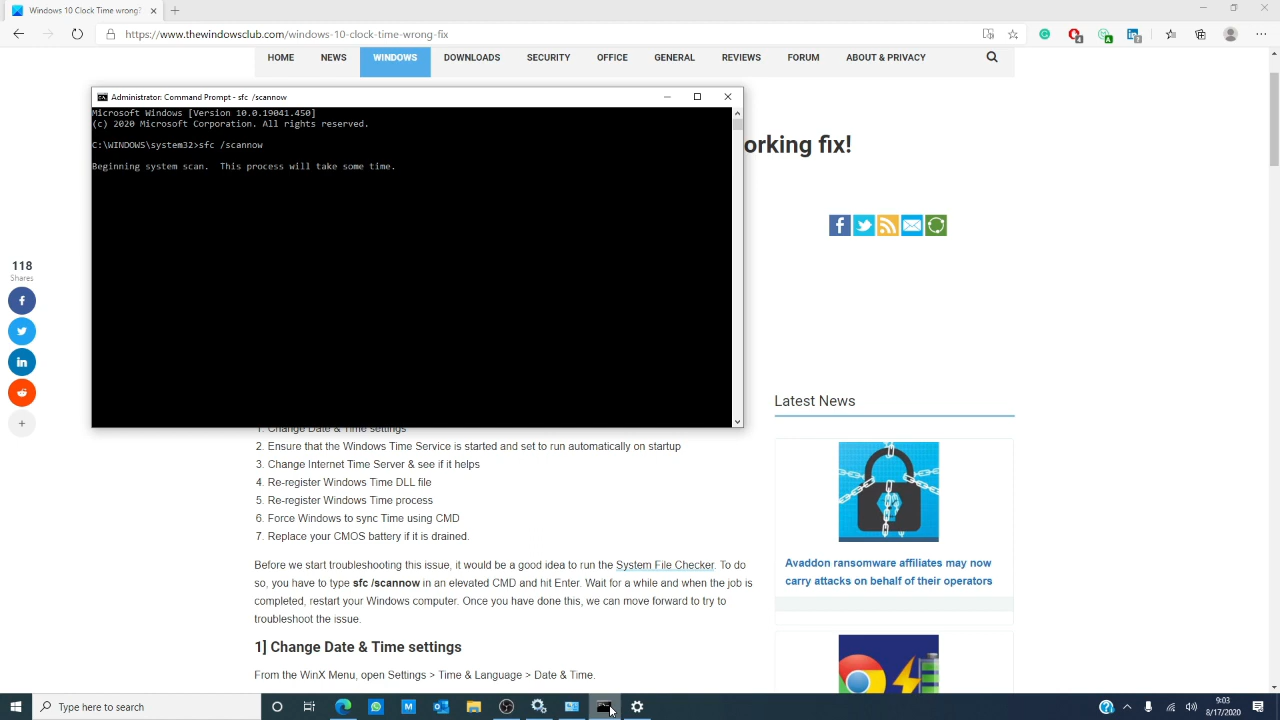 Windows 10 Clock Time wrong?
https://www.thewindowsclub.com/windows-10-clock-time-wrong-fix
HOME NEWS WINDOWS DOWNLOADS SECURITY OFFICE GENERAL REVIEWS FORUM ABOUT & PRIVACY
Administrator: Command Prompt - sfc /scannow
Microsoft Windows [Version 10.0.19041.450]
(c) 2020 Microsoft Corporation. All rights reserved.
C:\WINDOWS\system32>sfc /scannow
Beginning system scan.  This process will take some time.
orking fix!
118
Shares
Latest News
1. Change Date & Time settings
2. Ensure that the Windows Time Service is started and set to run automatically on startup
3. Change Internet Time Server & see if it helps
4. Re-register Windows Time DLL file
5. Re-register Windows Time process
6. Force Windows to sync Time using CMD
7. Replace your CMOS battery if it is drained.
Before we start troubleshooting this issue, it would be a good idea to run the System File Checker. To do
so, you have to type sfc /scannow in an elevated CMD and hit Enter. Wait for a while and when the job is
completed, restart your Windows computer. Once you have done this, we can move forward to try to
troubleshoot the issue.
1] Change Date & Time settings
From the WinX Menu, open Settings > Time & Language > Date & Time.
Avaddon ransomware affiliates may now
carry attacks on behalf of their operators
Type here to search
9:03
8/17/2020